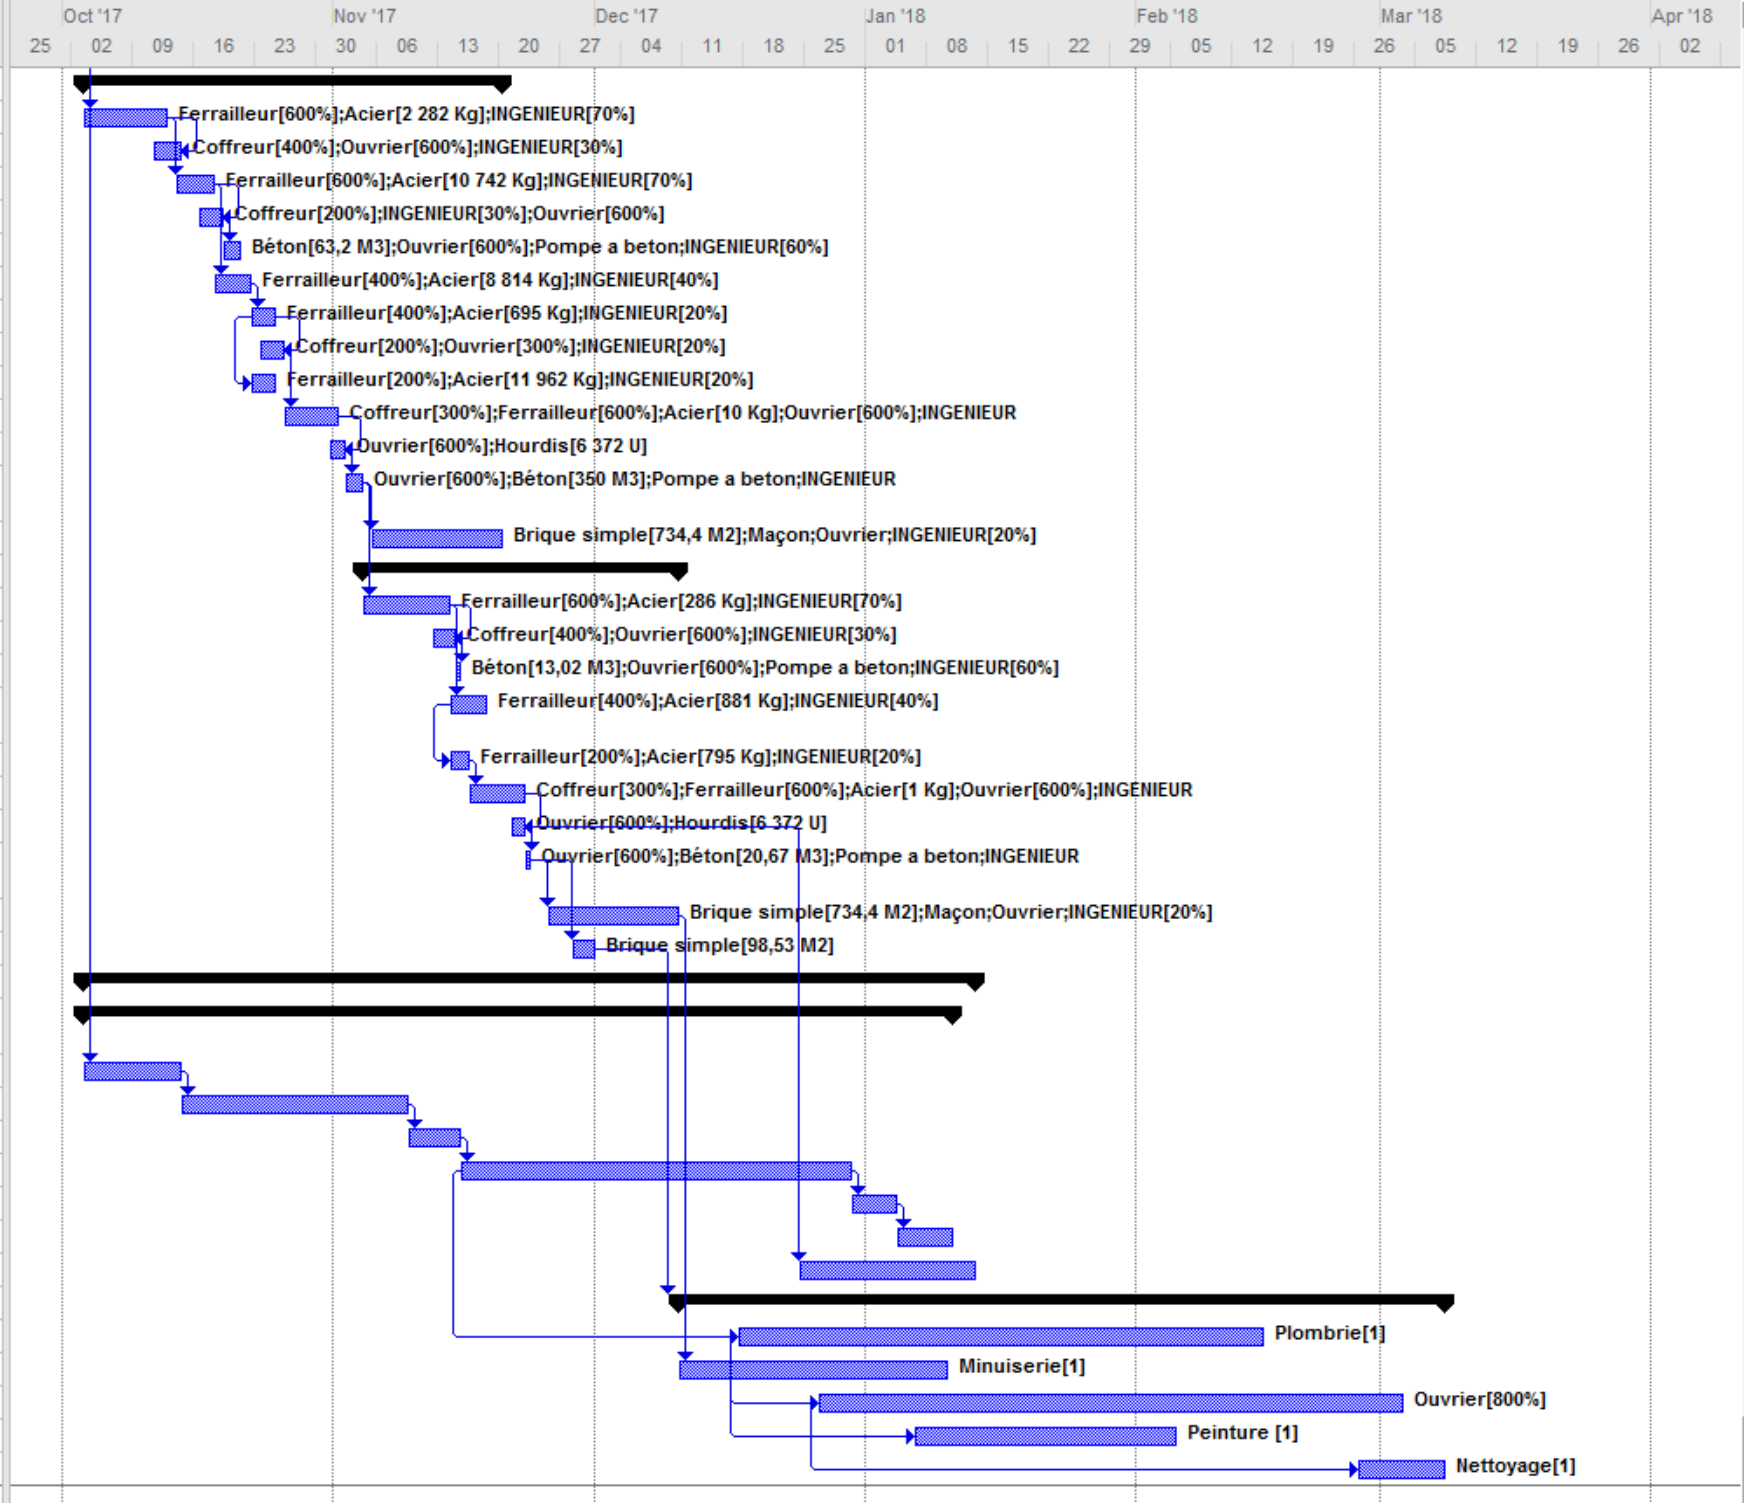 Oct '17 Nov '17 Dec '17 Jan '18 Feb '18 Mar '18 Apr '18
25 02 09 16 23 30 06 13 20 27 04 11 18 25 01 08 15 22 29 05 12 19 26 05 12 19 26 02
Ferrailleur[600%];Acier[2 282 Kg];INGENIEUR[70%]
Coffreur[400%];Ouvrier[600%];INGENIEUR[30%]
Ferrailleur[600%];Acier[10 742 Kg];INGENIEUR[70%]
Coffreur[200%];INGENIEUR[30%];Ouvrier[600%]
Béton[63,2 M3];Ouvrier[600%];Pompe a beton;INGENIEUR[60%]
Ferrailleur[400%];Acier[8 814 Kg];INGENIEUR[40%]
Ferrailleur[400%];Acier[695 Kg];INGENIEUR[20%]
Coffreur[200%];Ouvrier[300%];INGENIEUR[20%]
Ferrailleur[200%];Acier[11 962 Kg];INGENIEUR[20%]
Coffreur[300%];Ferrailleur[600%];Acier[10 Kg];Ouvrier[600%];INGENIEUR
Ouvrier[600%];Hourdis[6 372 U]
Ouvrier[600%];Béton[350 M3];Pompe a beton;INGENIEUR
Brique simple[734,4 M2];Maçon;Ouvrier;INGENIEUR[20%]
Ferrailleur[600%];Acier[286 Kg];INGENIEUR[70%]
Coffreur[400%];Ouvrier[600%];INGENIEUR[30%]
Béton[13,02 M3];Ouvrier[600%];Pompe a beton;INGENIEUR[60%]
Ferrailleur[400%];Acier[881 Kg];INGENIEUR[40%]
Ferrailleur[200%];Acier[795 Kg];INGENIEUR[20%]
Coffreur[300%];Ferrailleur[600%];Acier[1 Kg];Ouvrier[600%];INGENIEUR
Ouvrier[600%];Hourdis[6 372 U]
Ouvrier[600%];Béton[20,67 M3];Pompe a beton;INGENIEUR
Brique simple[734,4 M2];Maçon;Ouvrier;INGENIEUR[20%]
Brique simple[98,53 M2]
Plombrie[1]
Minuiserie[1]
Ouvrier[800%]
Peinture [1]
Nettoyage[1]